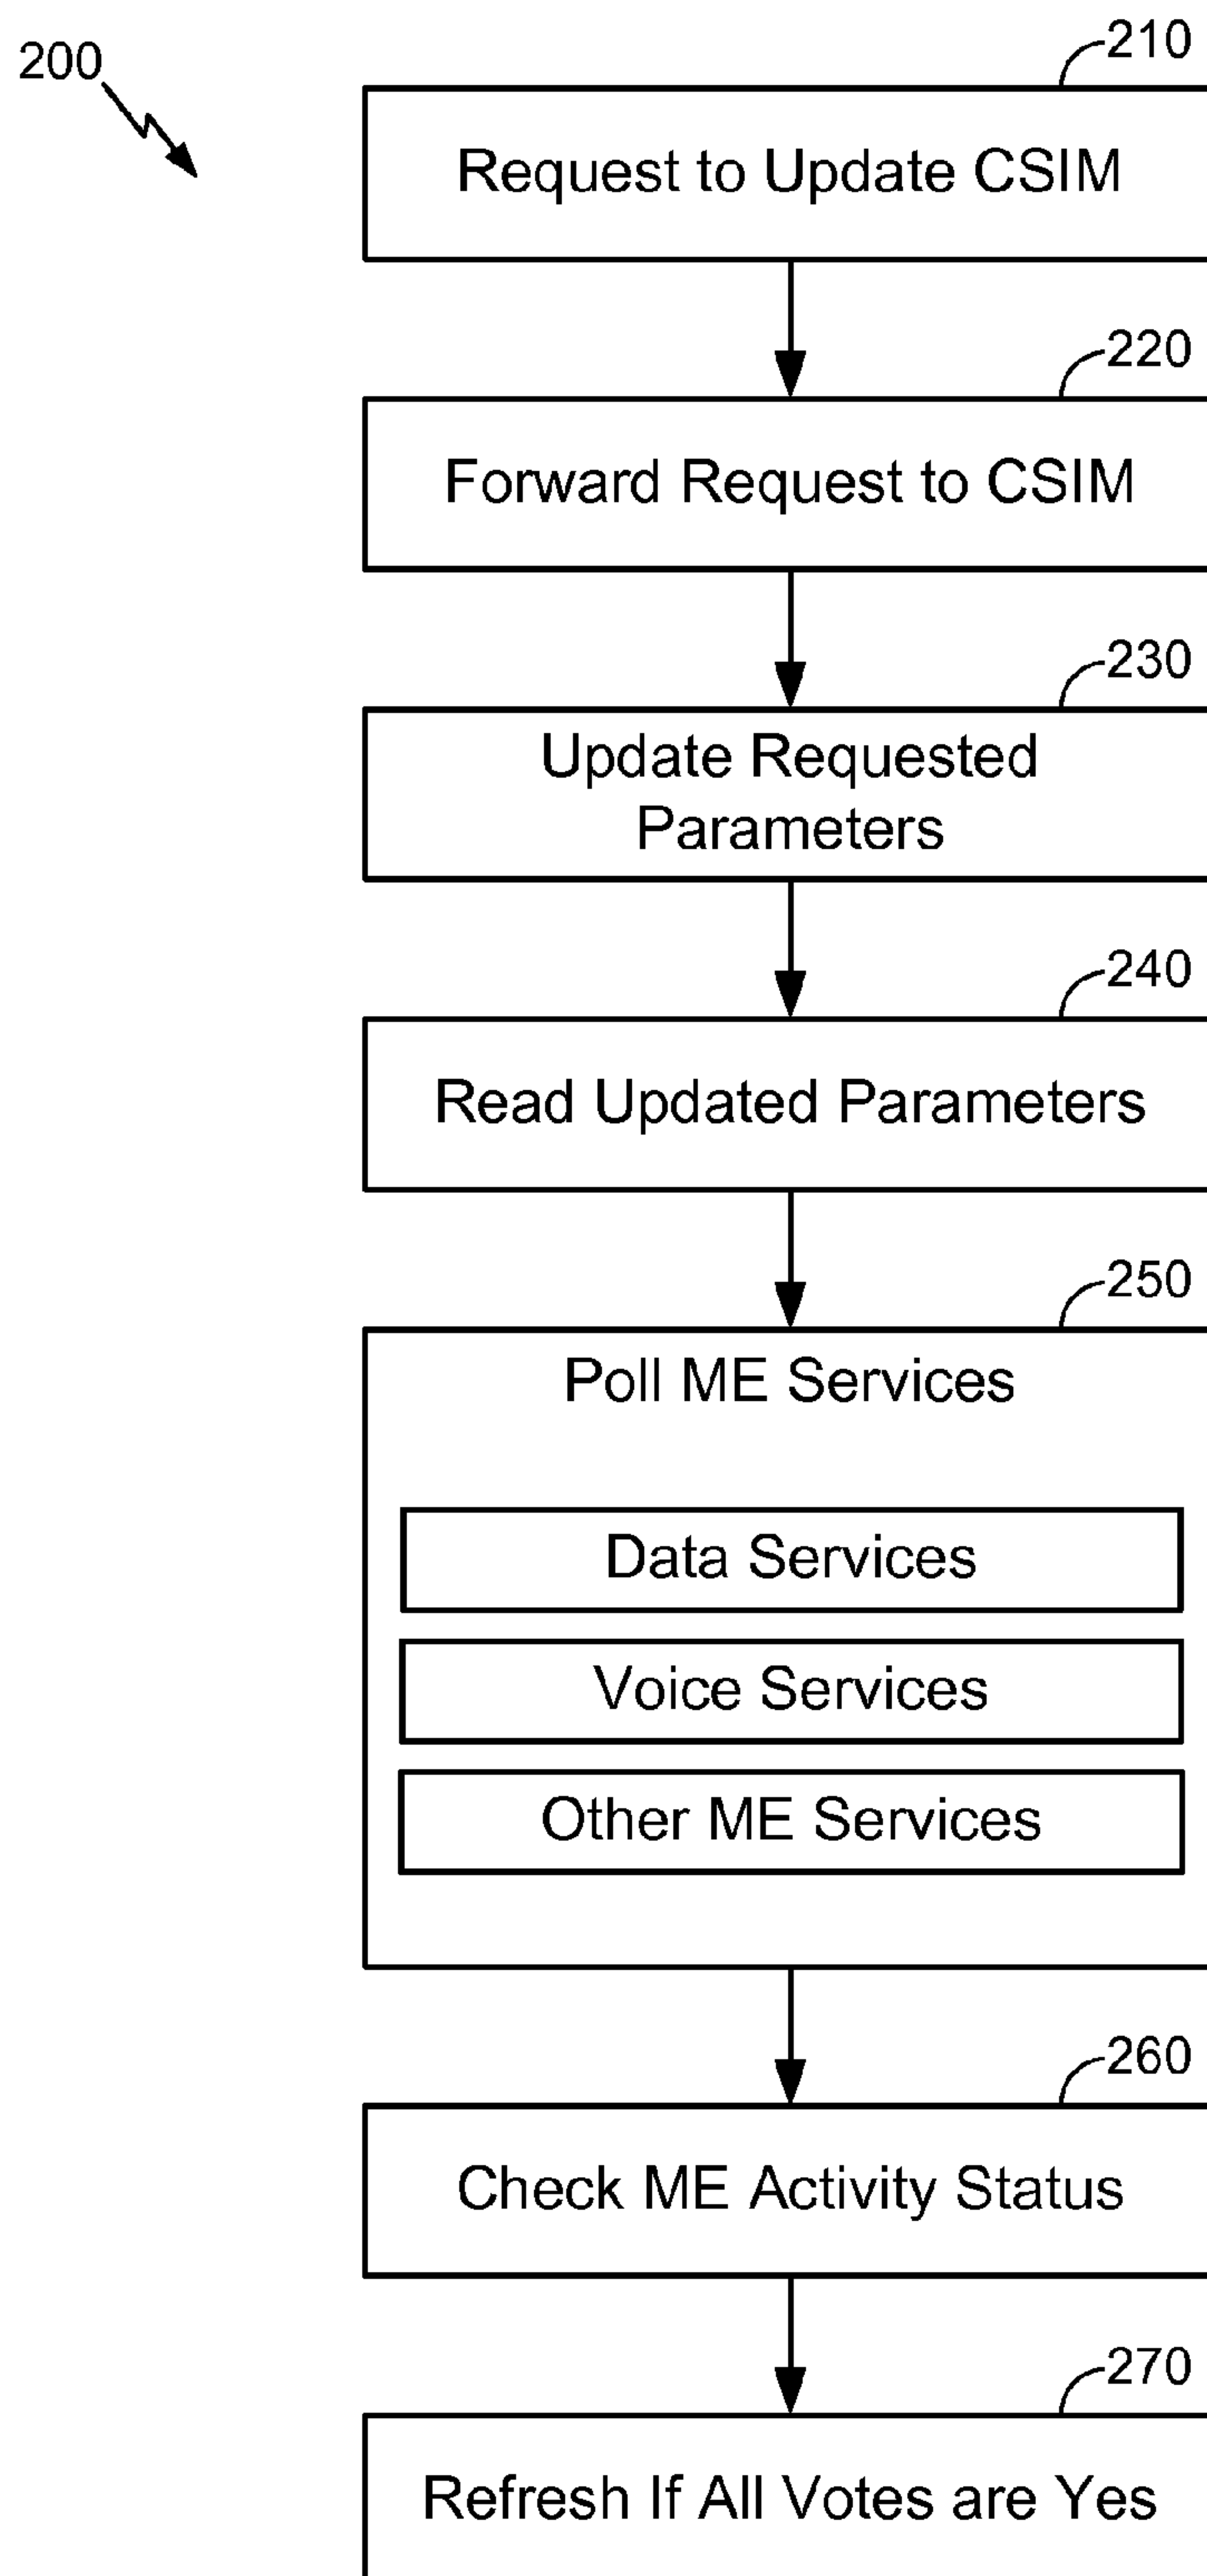 200
210
Request to Update CSIM
220
Forward Request to CSIM
230
Update Requested
Parameters
240
Read Updated Parameters
250
Poll ME Services
Data Services
Voice Services
Other ME Services
260
Check ME Activity Status
270
Refresh If All Votes are Yes